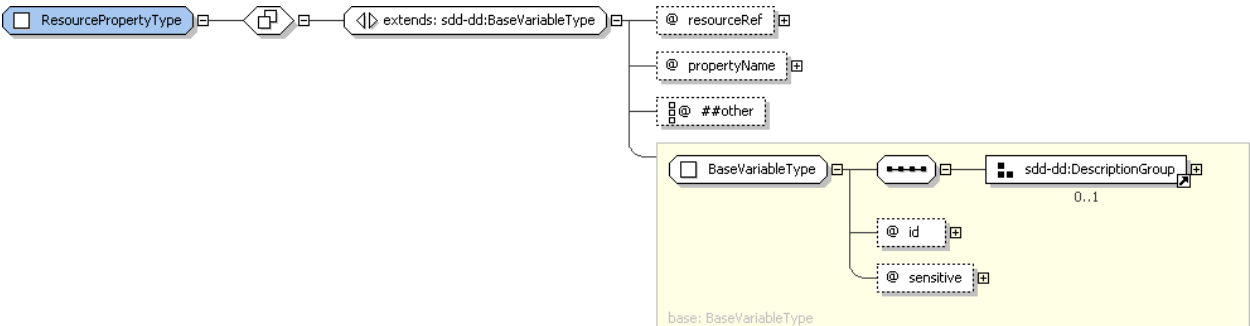 ResourcePropertyType
extends: sdd-dd:BaseVariableType
@ resourceRef
@ propertyName
@ ##other
BaseVariableType
sdd-dd:DescriptionGroup
0..1
@ id
@ sensitive
base: BaseVariableType